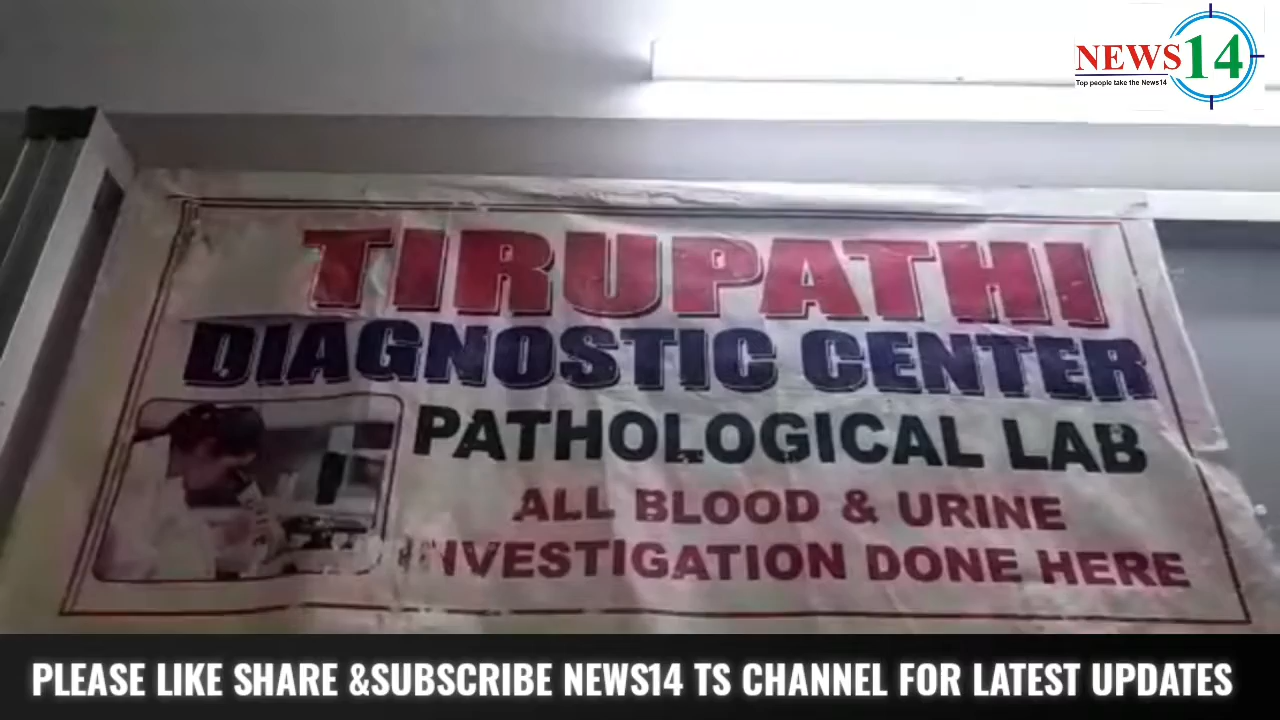 NEWS14
Top people take the News14
TIRUPATHI
DIAGNOSTIC CENTER
PATHOLOGICAL LAB
ALL BLOOD & URINE
INVESTIGATION DONE HERE
PLEASE LIKE SHARE &SUBSCRIBE NEWS14 TS CHANNEL FOR LATEST UPDATES